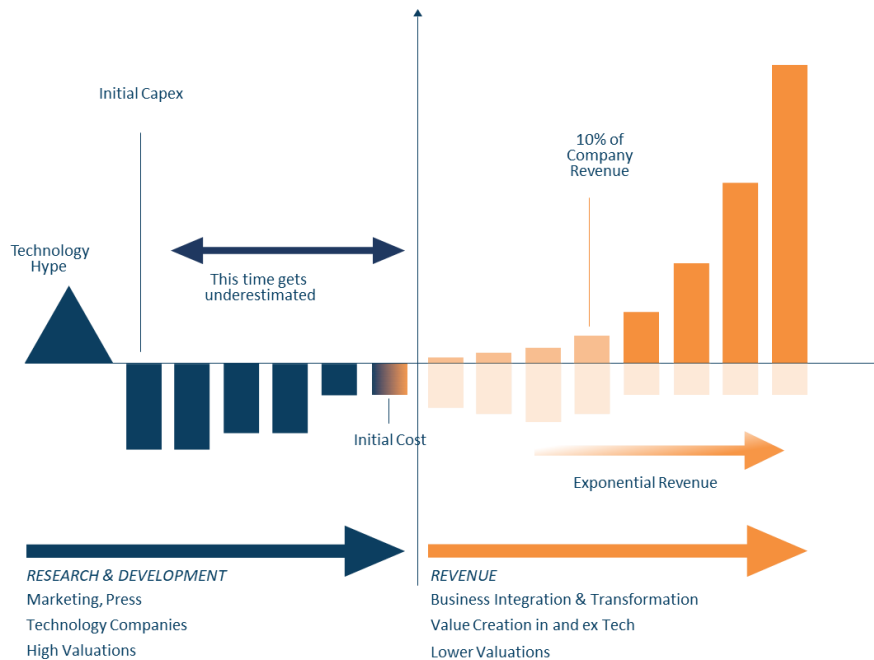 Initial Capex
10% of
Company
Revenue
Technology
Hype
This time gets
underestimated
Initial Cost
Exponential Revenue
RESEARCH & DEVELOPMENT
Marketing, Press
Technology Companies
High Valuations
REVENUE
Business Integration & Transformation
Value Creation in and ex Tech
Lower Valuations